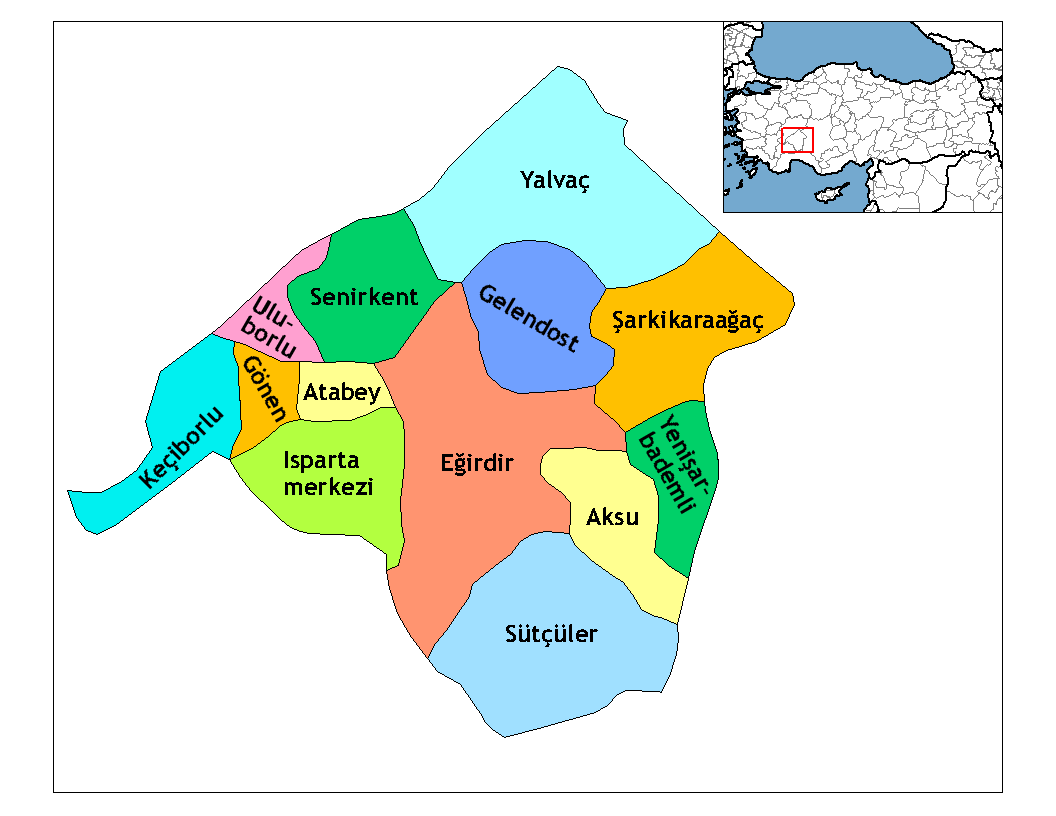 Yalvaç
Senirkent
Gelendost
Şarkikaraağaç
Ulu-
borlu
Gönen
Atabey
Keçiborlu
Isparta
merkezi
Eğirdir
Yenişar-
bademli
Aksu
Sütçüler